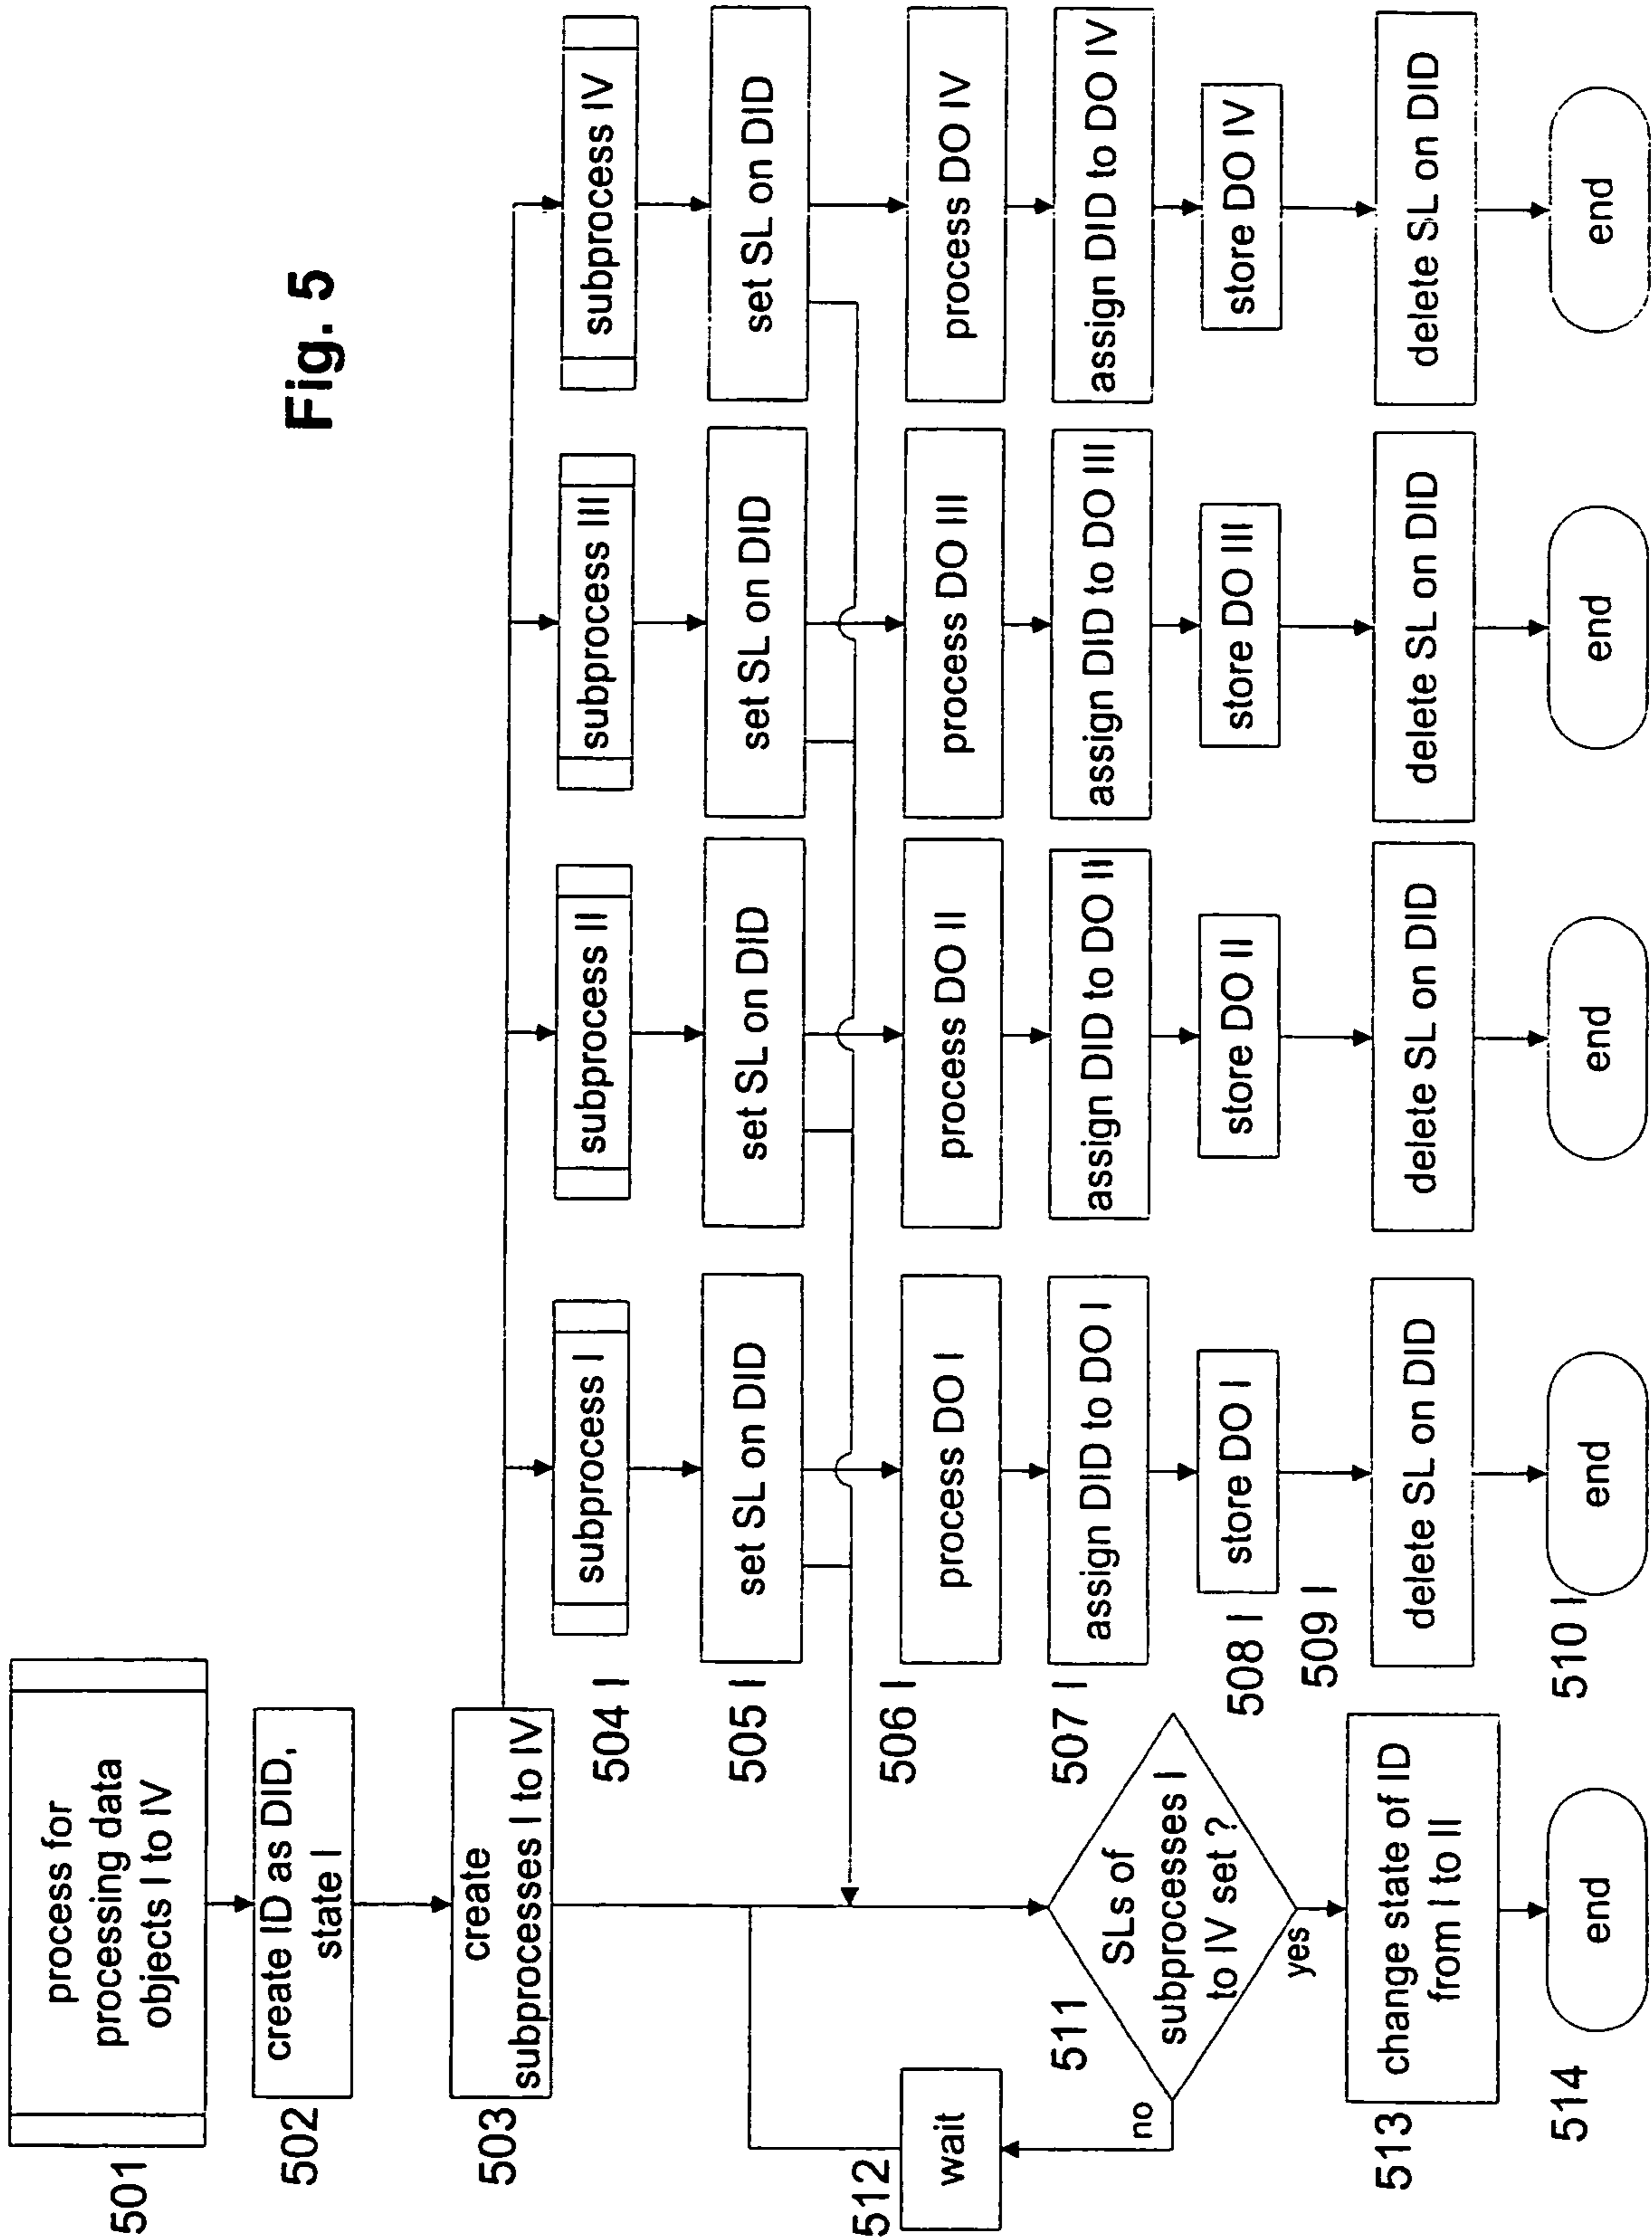 Fig. 5
501
process for
processing data
objects I to IV
502
create ID as DID,
state I
503
create
subprocesses I to IV
504 I
subprocess I
subprocess II
subprocess III
subprocess IV
505 I
set SL on DID
set SL on DID
set SL on DID
set SL on DID
506 I
process DO I
process DO II
process DO III
process DO IV
507 I
assign DID to DO I
assign DID to DO II
assign DID to DO III
assign DID to DO IV
508 I
store DO I
store DO II
store DO III
store DO IV
509 I
delete SL on DID
delete SL on DID
delete SL on DID
delete SL on DID
510 I
end
end
end
end
511
SLs of
subprocesses I
to IV set ?
no
yes
512
wait
513
change state of ID
from I to II
514
end